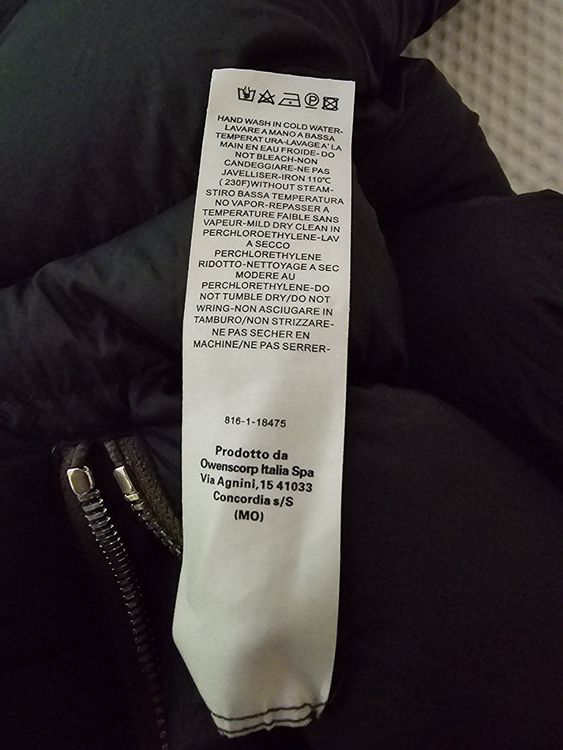 HAND WASH IN COLD WATER-
LAVARE A MANO A BASSA
TEMPERATURA-LAVAGE A' LA
MAIN EN EAU FROIDE-DO
NOT BLEACH-NON
CANDEGGIARE-NE PAS
JAVELLISER-IRON 110℃
(230F)WITHOUT STEAM-
STIRO BASSA TEMPERATURA
NO VAPOR-REPASSER A
TEMPERATURE FAIBLE SANS
VAPEUR-MILD DRY CLEAN IN
PERCHLOROETHYLENE-LAV
A SECCO
PERCHLORETHYLENE
RIDOTTO-NETTOYAGE A SEC
MODERE AU
PERCHLORETHYLENE-DO
NOT TUMBLE DRY/DO NOT
WRING-NON ASCIUGARE IN
TAMBURO/NON STRIZZARE-
NE PAS SECHER EN
MACHINE/NE PAS SERRER-
816-1-18475
Prodotto da
Owenscorp Italia Spa
Via Agnini,15 41033
Concordia s/S
(MO)